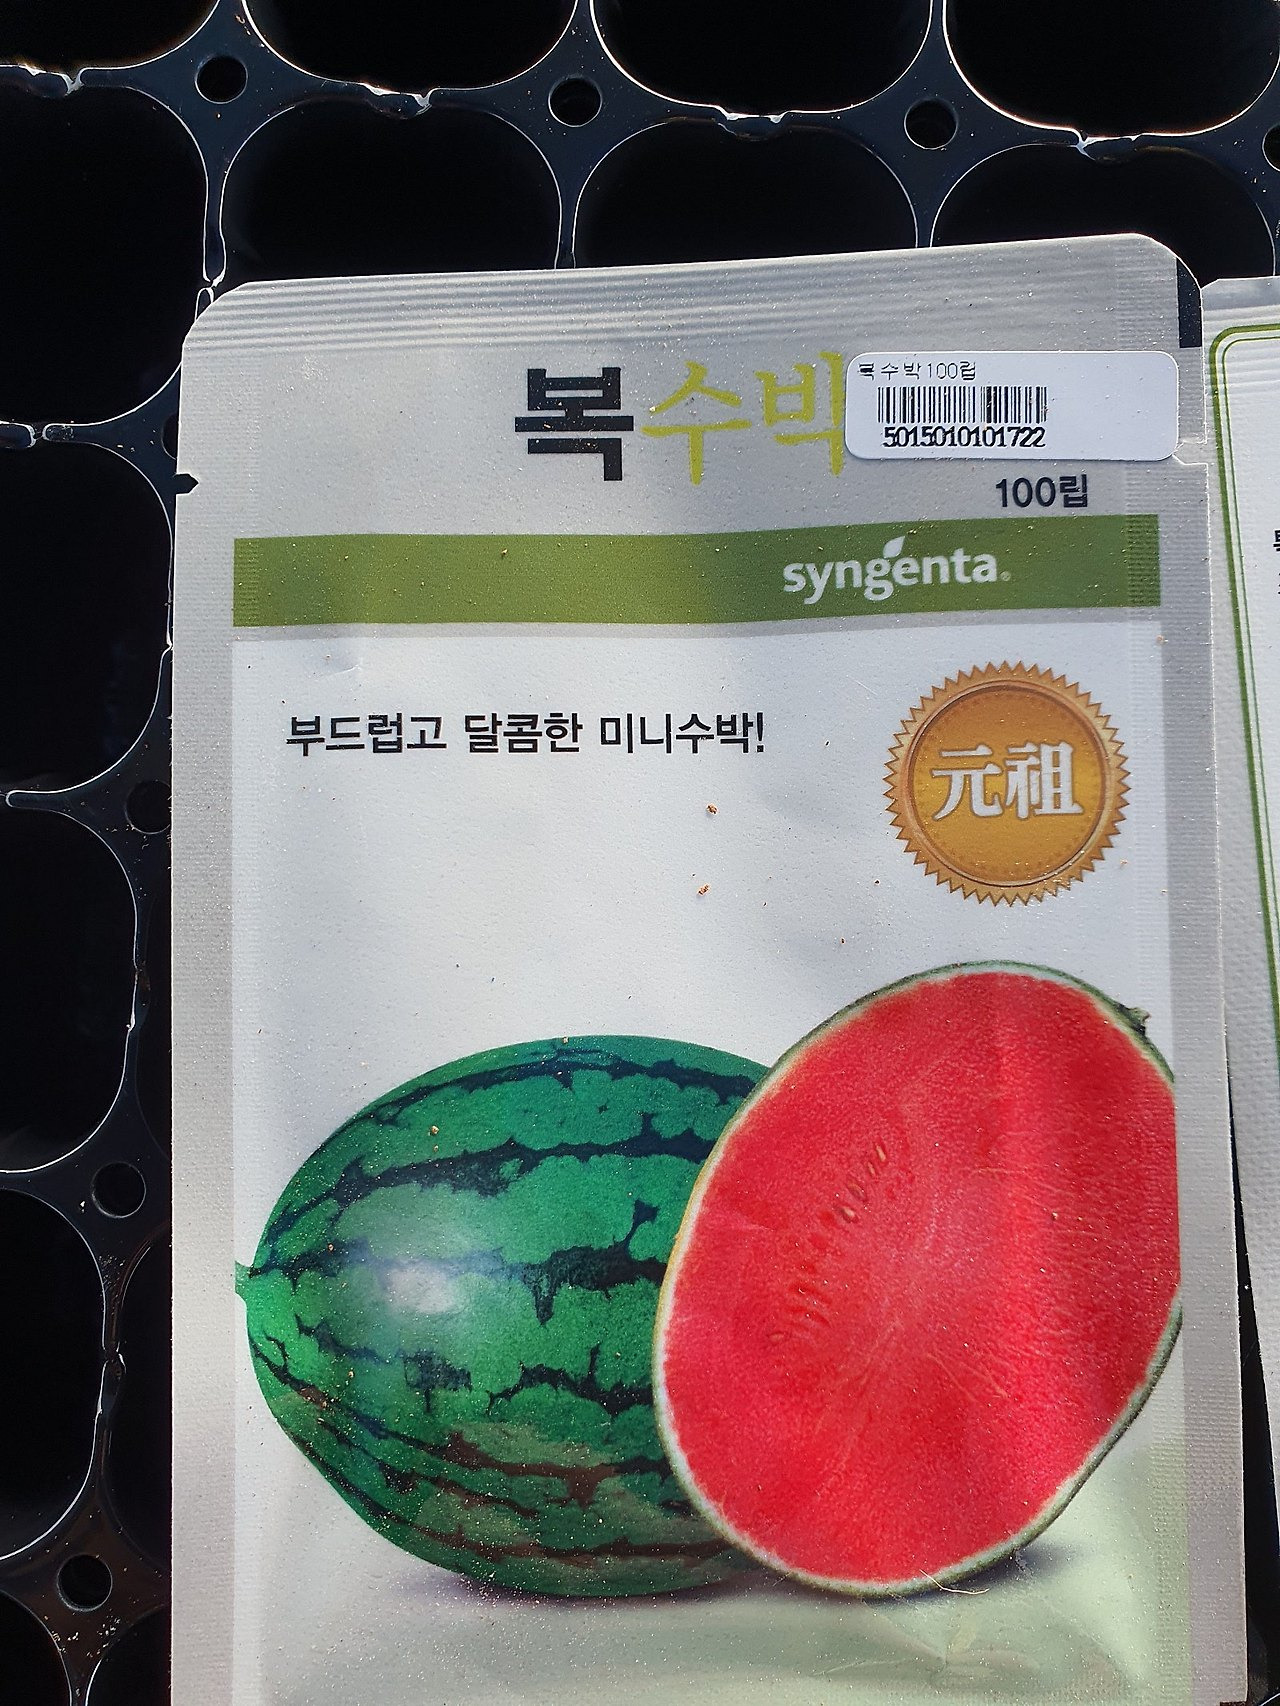 복수박
복수박100립
5015010101722
100립
syngenta®
부드럽고 달콤한 미니수박!
元祖